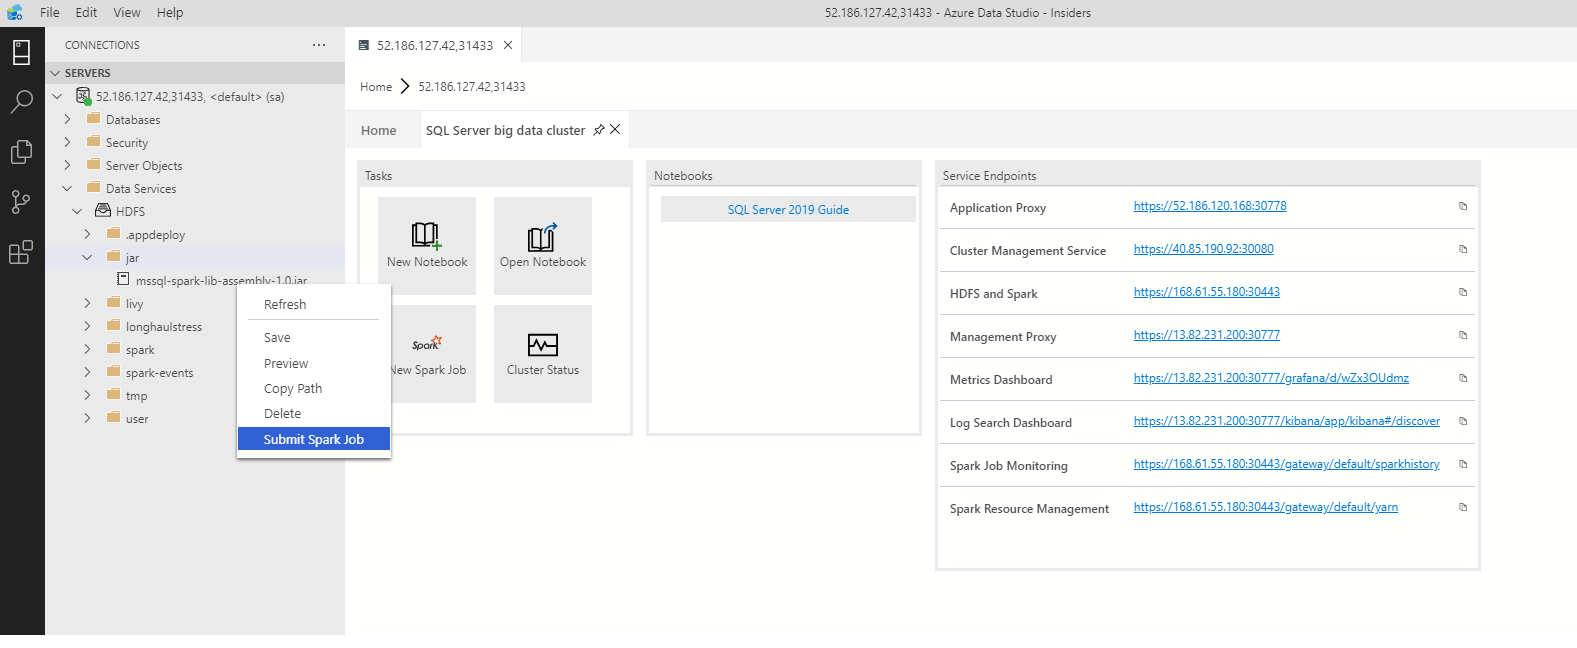 File Edit View Help
52.186.127.42,31433 - Azure Data Studio - Insiders
CONNECTIONS ...
SERVERS
52.186.127.42,31433, <default> (sa)
Databases
Security
Server Objects
Data Services
HDFS
.appdeploy
jar
mssql-spark-lib-assembly-1.0.jar
livy
longhaulstress
spark
spark-events
tmp
user
Refresh
Save
Preview
Copy Path
Delete
Submit Spark Job
52.186.127.42,31433
Home 52.186.127.42,31433
Home SQL Server big data cluster
Tasks
New Notebook
Open Notebook
Spark
New Spark Job
Cluster Status
Notebooks
SQL Server 2019 Guide
Service Endpoints
Application Proxy https://52.186.120.168:30778
Cluster Management Service https://40.85.190.92:30080
HDFS and Spark https://168.61.55.180:30443
Management Proxy https://13.82.231.200:30777
Metrics Dashboard https://13.82.231.200:30777/grafana/d/wZx3OUdmz
Log Search Dashboard https://13.82.231.200:30777/kibana/app/kibana#/discover
Spark Job Monitoring https://168.61.55.180:30443/gateway/default/sparkhistory
Spark Resource Management https://168.61.55.180:30443/gateway/default/yarn